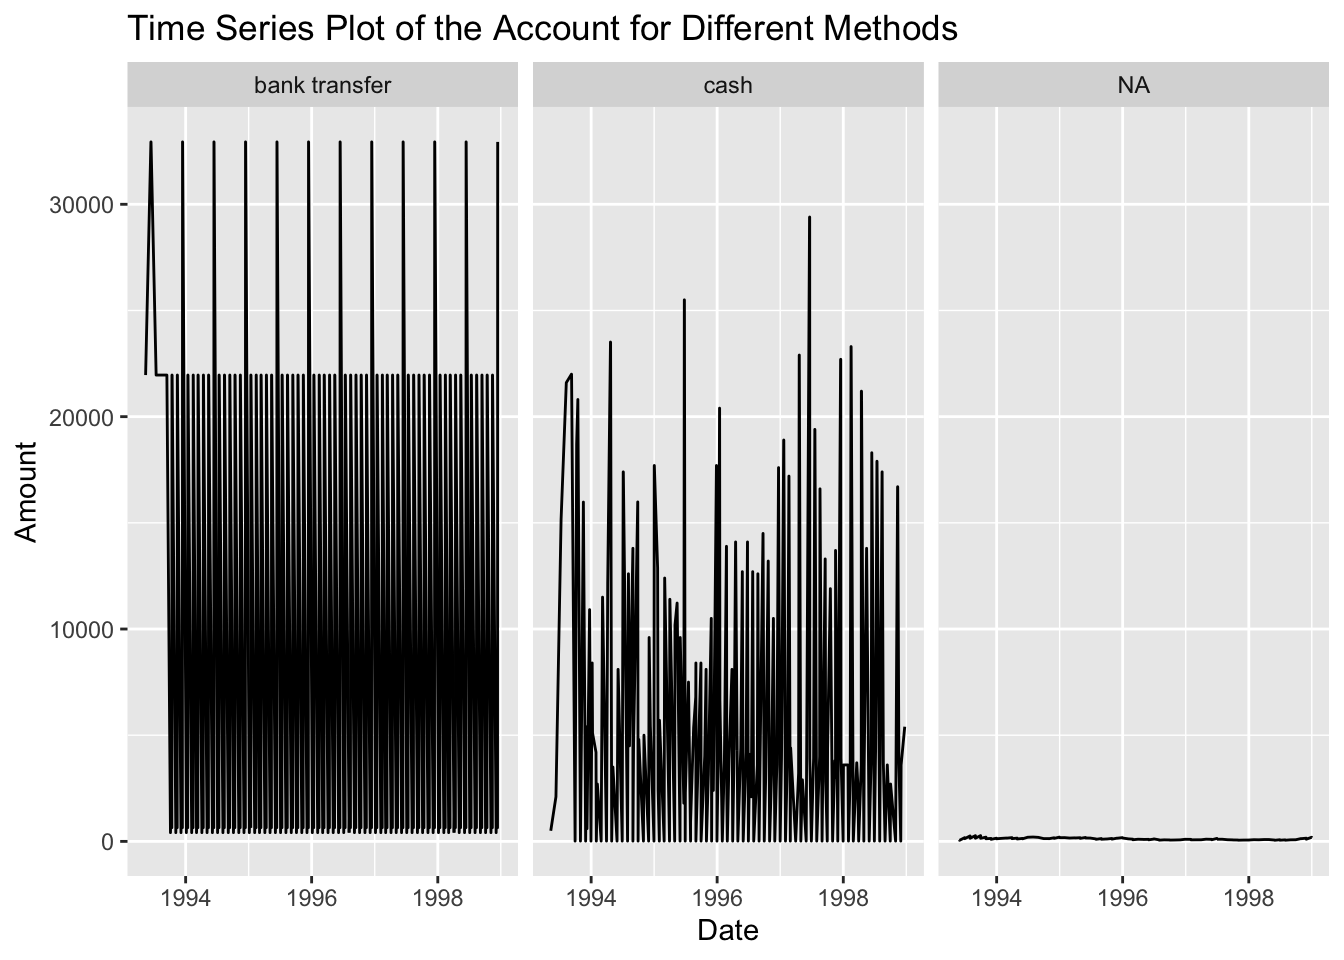 Time Series Plot of the Account for Different Methods
bank transfer
cash
NA
Amount
30000
20000
10000
0
1994 1996 1998
1994 1996 1998
1994 1996 1998
Date